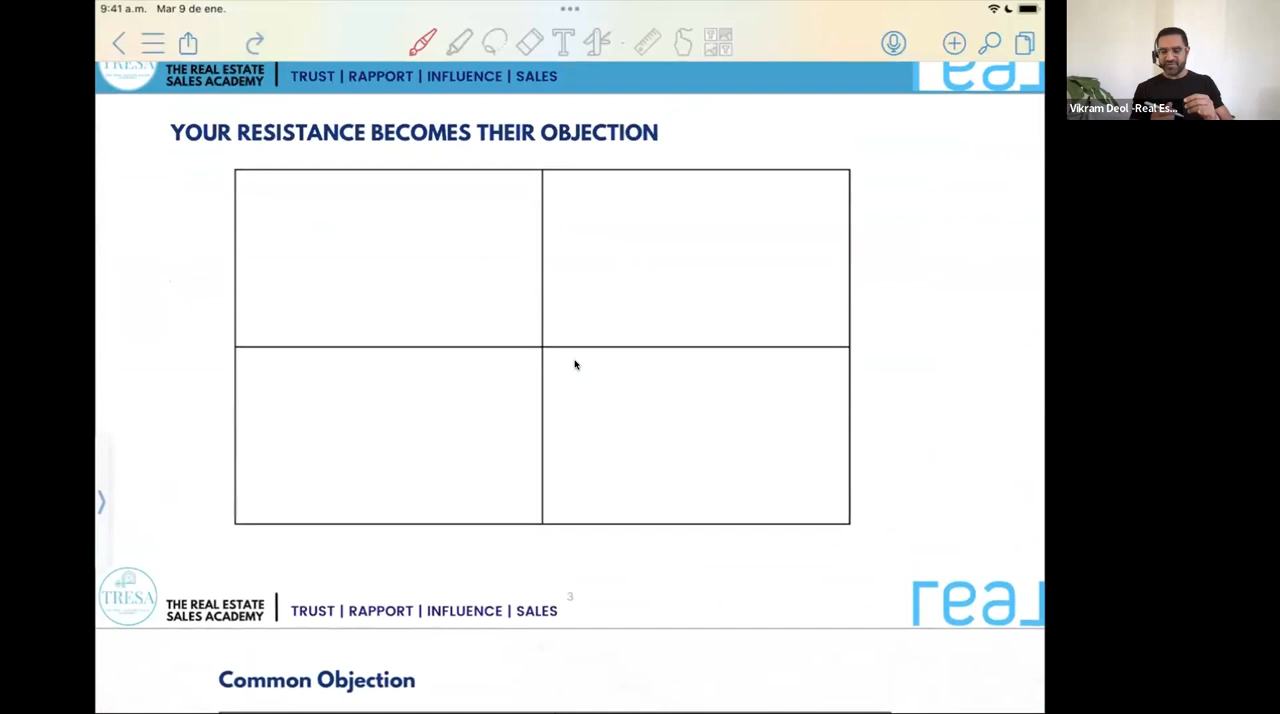 9:41 a.m. Mar 9 de ene.
TRESA
THE REAL ESTATE
SALES ACADEMY
TRUST | RAPPORT | INFLUENCE | SALES
real
Vikram Deol -Real Es...
YOUR RESISTANCE BECOMES THEIR OBJECTION
TRESA
THE REAL ESTATE
SALES ACADEMY
TRUST | RAPPORT | INFLUENCE | SALES
3
real
Common Objection